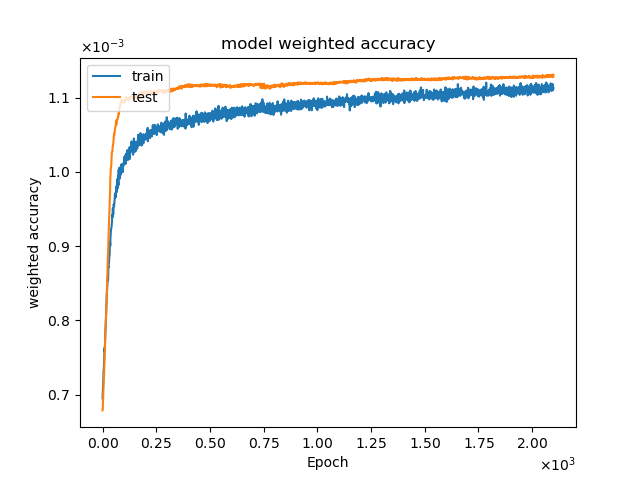 model weighted accuracy
×10⁻³
train
test
1.1
1.0
0.9
0.8
0.7
weighted accuracy
0.00 0.25 0.50 0.75 1.00 1.25 1.50 1.75 2.00
Epoch
×10³